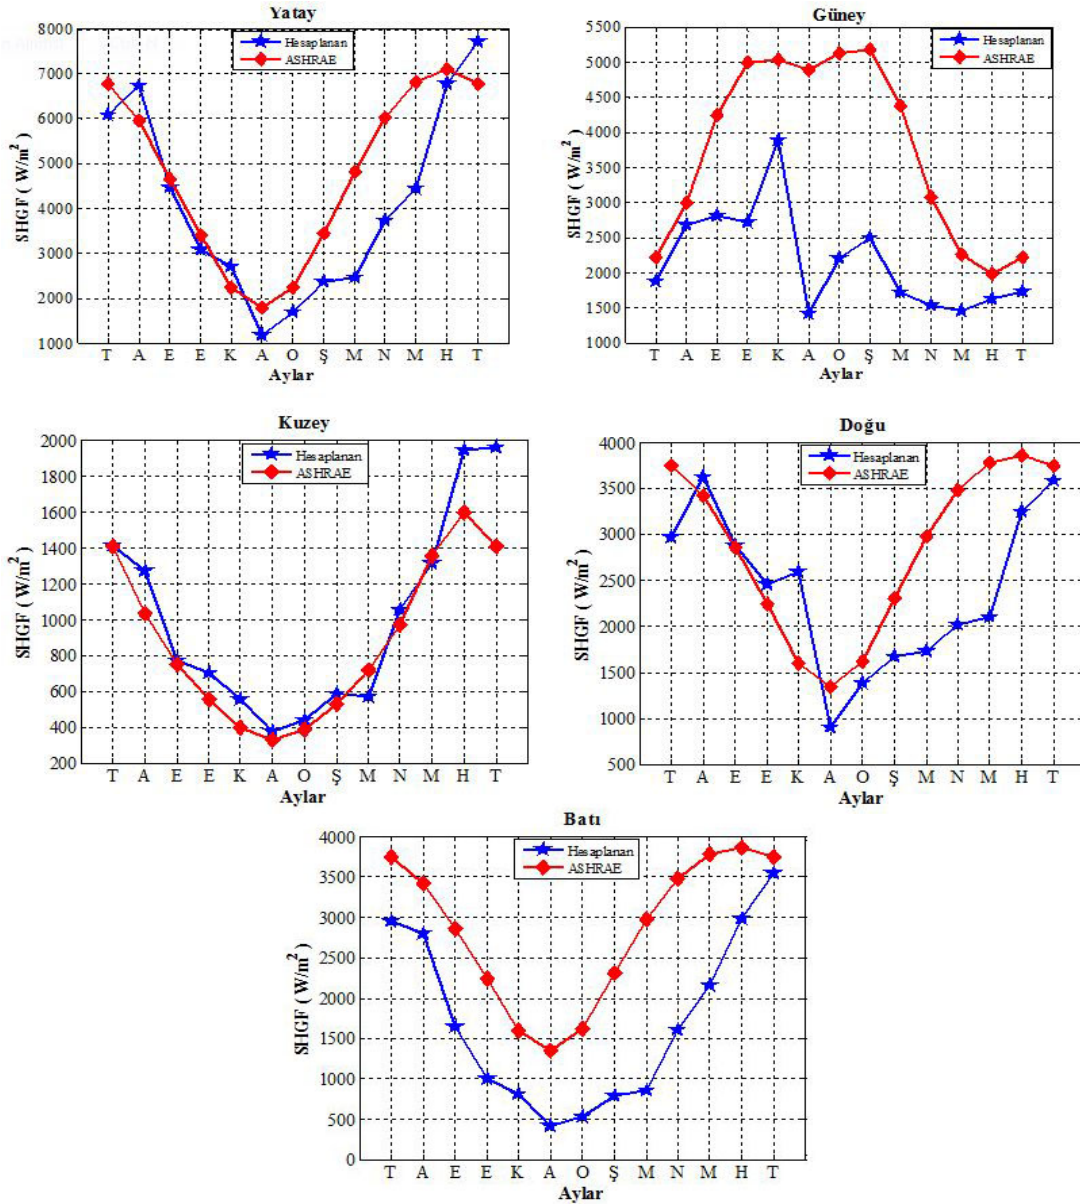 Yatay
Hesaplanan
ASHRAE
8000
7000
6000
5000
4000
3000
2000
1000
SHGF ( W/m²)
T A E E K A O Ş M N M H T
Aylar
Güney
Hesaplanan
ASHRAE
5500
5000
4500
4000
3500
3000
2500
2000
1500
1000
SHGF ( W/m²)
T A E E K A O Ş M N M H T
Aylar
Kuzey
Hesaplanan
ASHRAE
2000
1800
1600
1400
1200
1000
800
600
400
200
SHGF ( W/m²)
T A E E K A O Ş M N M H T
Aylar
Doğu
Hesaplanan
ASHRAE
4000
3500
3000
2500
2000
1500
1000
500
SHGF ( W/m²)
T A E E K A O Ş M N M H T
Aylar
Batı
Hesaplanan
ASHRAE
4000
3500
3000
2500
2000
1500
1000
500
0
SHGF ( W/m²)
T A E E K A O Ş M N M H T
Aylar